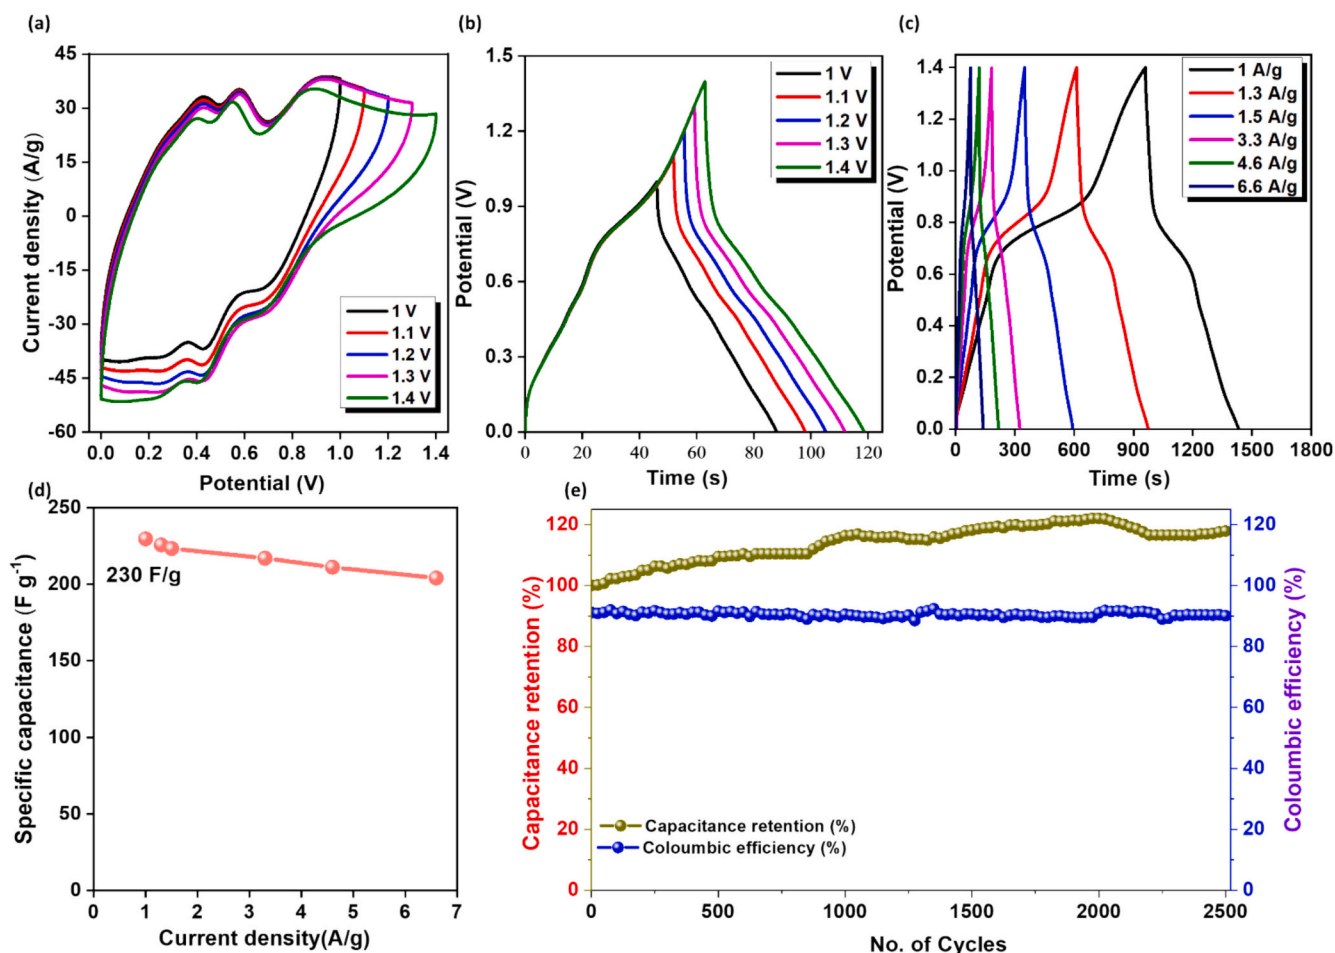 (a)
Current density (A/g)
45
30
15
0
-15
-30
-45
-60
0.0 0.2 0.4 0.6 0.8 1.0 1.2 1.4
Potential (V)
1 V
1.1 V
1.2 V
1.3 V
1.4 V
(b)
Potential (V)
1.5
1.2
0.9
0.6
0.3
0.0
0 20 40 60 80 100 120
Time (s)
1 V
1.1 V
1.2 V
1.3 V
1.4 V
(c)
Potential (V)
1.4
1.2
1.0
0.8
0.6
0.4
0.2
0.0
0 300 600 900 1200 1500 1800
Time (s)
1 A/g
1.3 A/g
1.5 A/g
3.3 A/g
4.6 A/g
6.6 A/g
(d)
Specific capacitance (F g-1)
250
200
150
100
50
0
230 F/g
0 1 2 3 4 5 6 7
Current density(A/g)
(e)
Capacitance retention (%)
120
100
80
60
40
20
0
Capacitance retention (%)
Coloumbic efficiency (%)
0 500 1000 1500 2000 2500
No. of Cycles
120
100
80
60
40
20
0
Coloumbic efficiency (%)